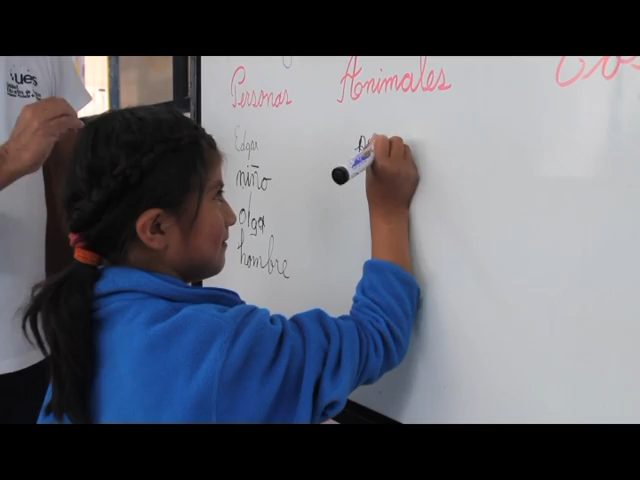 Personas
Animales
Edgar
niño
olga
hombre